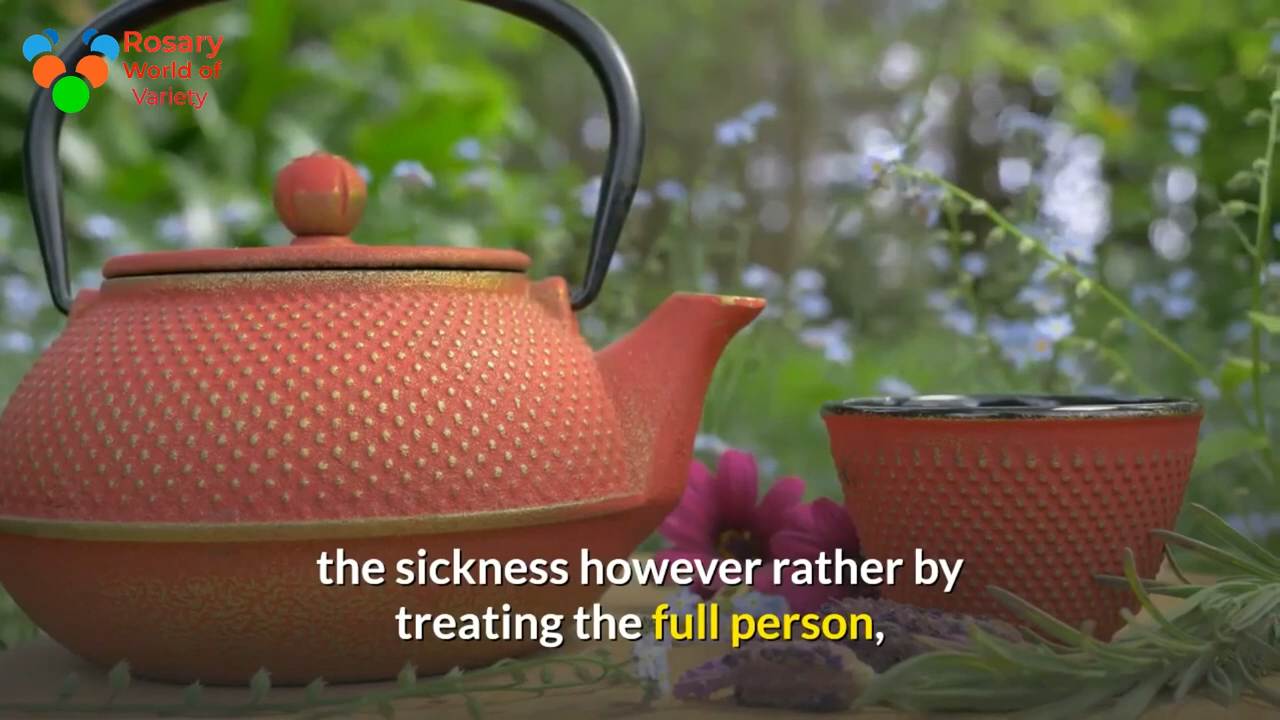 Rosary
World of
Variety
the sickness however rather by
treating the full person,